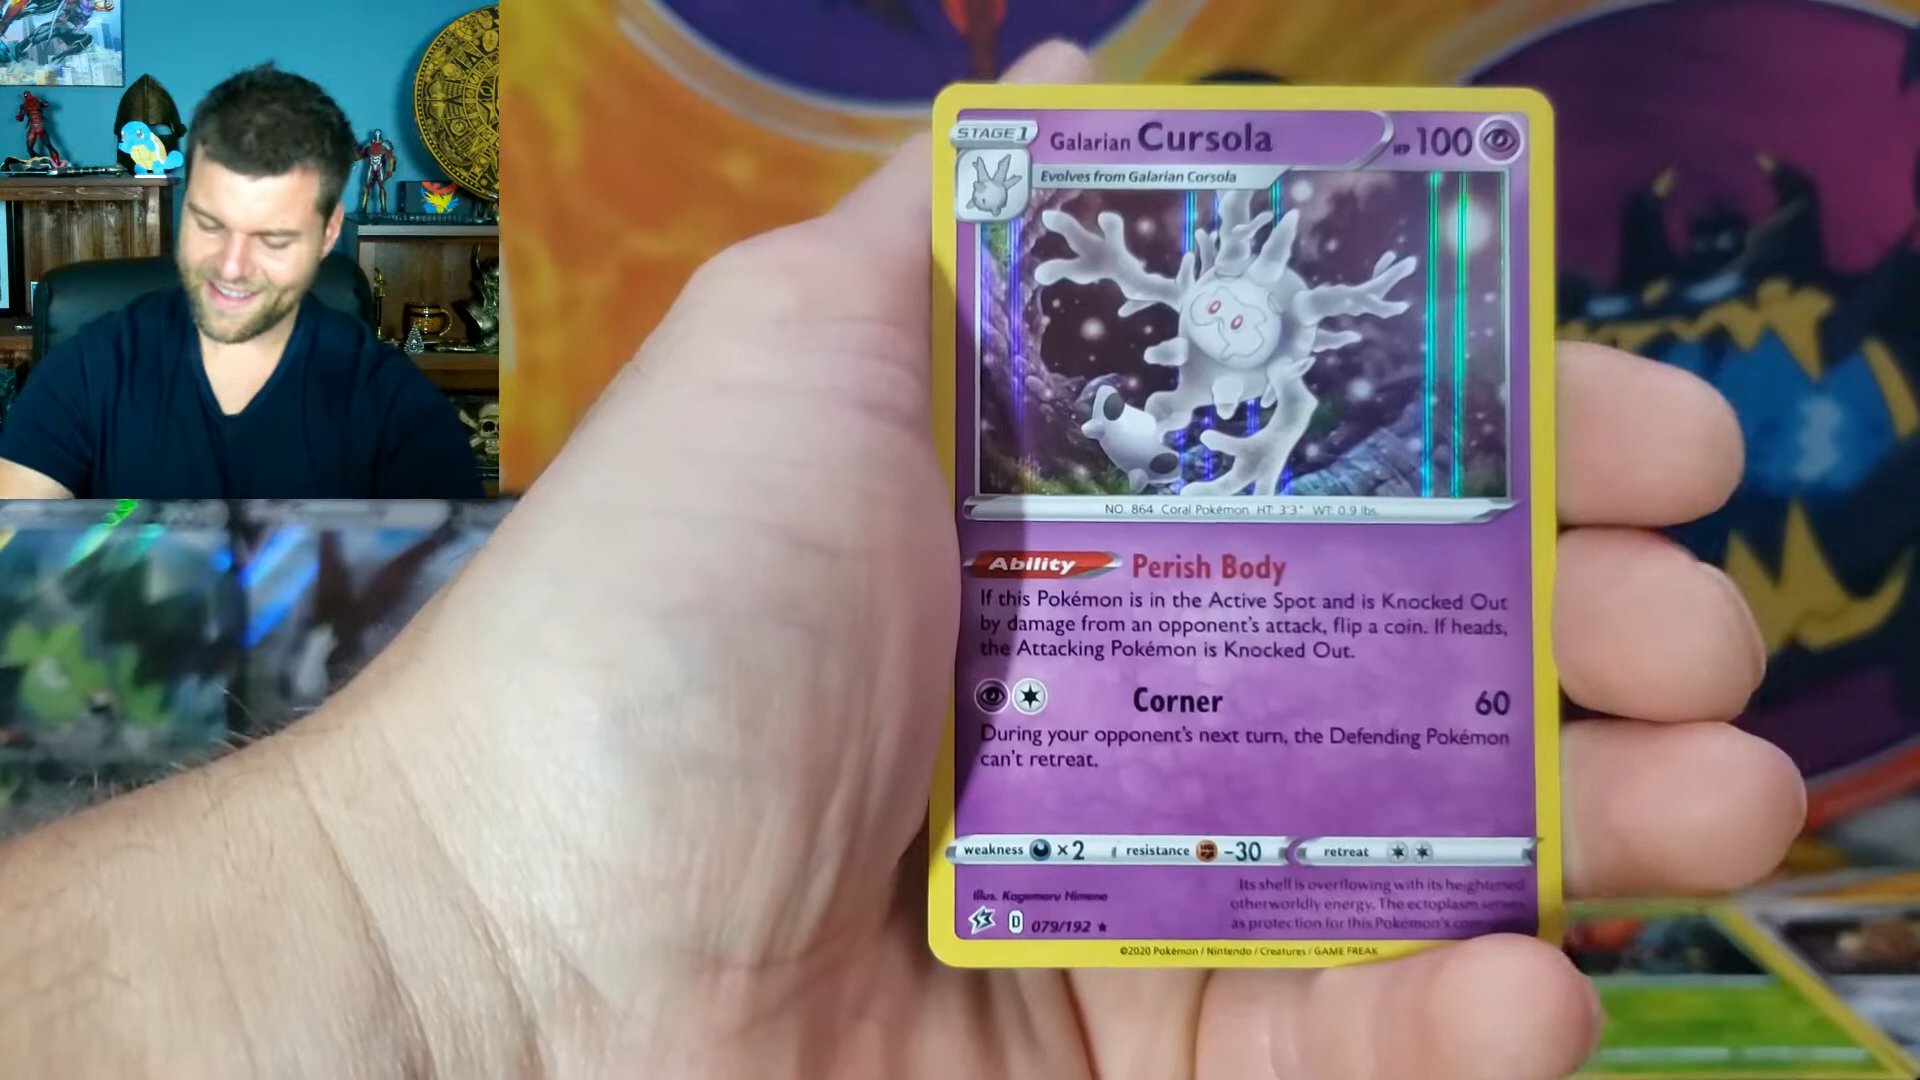 STAGE 1
Galarian Cursola
HP 100
Evolves from Galarian Corsola
NO. 864 Coral Pokémon HT: 3'3" WT: 0.9 lbs.
Ability Perish Body
If this Pokémon is in the Active Spot and is Knocked Out
by damage from an opponent's attack, flip a coin. If heads,
the Attacking Pokémon is Knocked Out.
Corner 60
During your opponent's next turn, the Defending Pokémon
can't retreat.
weakness ×2 resistance -30 retreat
Illus. Kagemaru Himeno
Its shell is overflowing with its heightened
otherworldly energy. The ectoplasm serves
as protection for this Pokémon's
D 079/192
©2020 Pokémon / Nintendo / Creatures / GAME FREAK